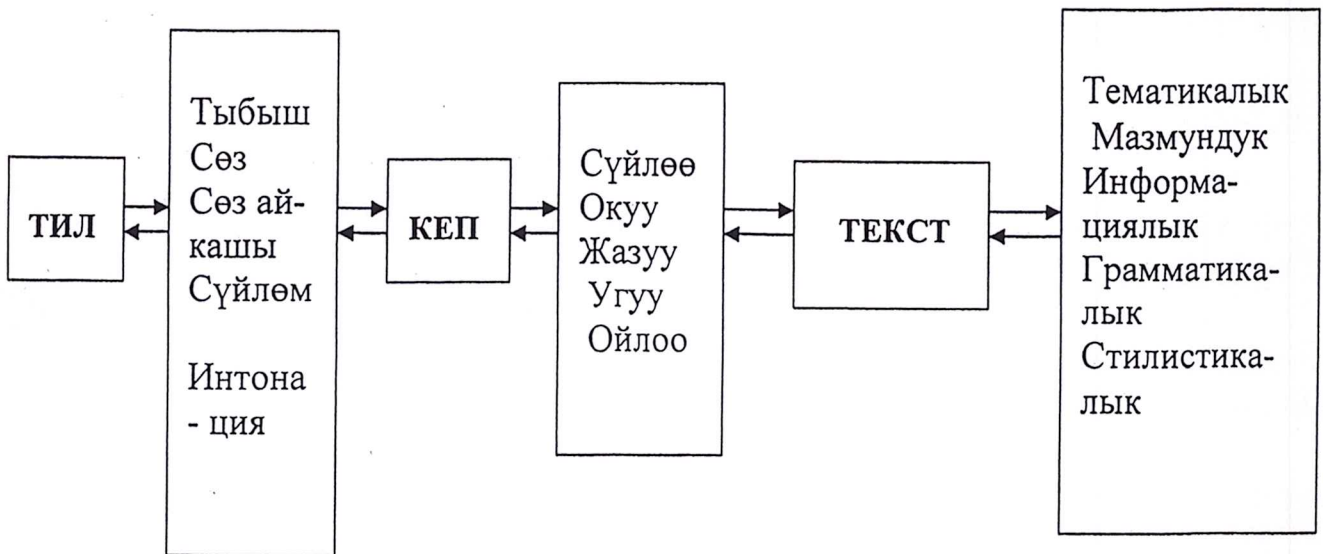 ТИЛ
Тыбыш
Сөз
Сөз ай-
кашы
Сүйлөм
Интона
- ция
КЕП
Сүйлөө
Окуу
Жазуу
Угуу
Ойлоо
ТЕКСТ
Тематикалык
Мазмундук
Информа-
циялык
Грамматика-
лык
Стилистика-
лык